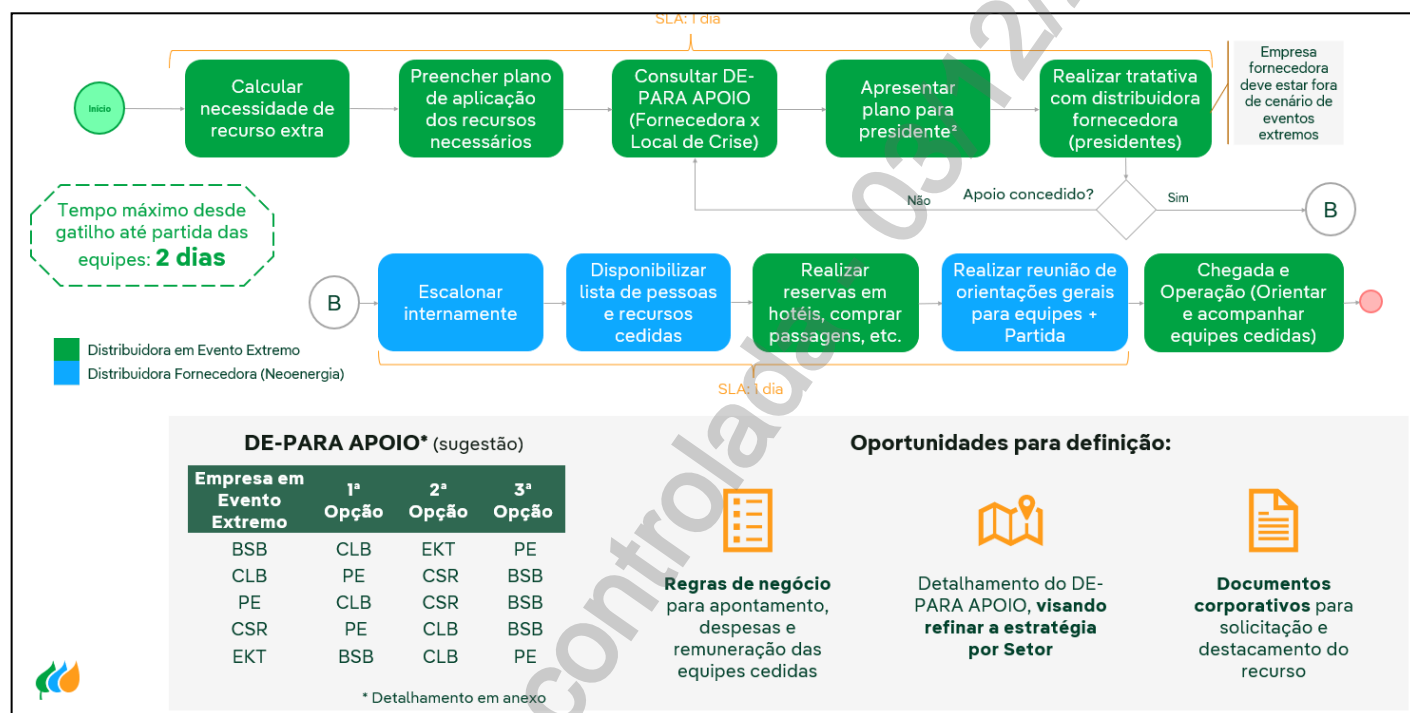 SLA: 1 dia
Início
Calcular
necessidade de
recurso extra
Preencher plano
de aplicação
dos recursos
necessários
Consultar DE-
PARA APOIO
(Fornecedora x
Local de Crise)
Apresentar
plano para
presidente²
Realizar tratativa
com distribuidora
fornecedora
(presidentes)
Empresa
fornecedora
deve estar fora
de cenário de
eventos
extremos
Não
Apoio concedido?
Sim
B
Tempo máximo desde
gatilho até partida das
equipes: 2 dias
B
Escalonar
internamente
Disponibilizar
lista de pessoas
e recursos
cedidas
Realizar
reservas em
hotéis, comprar
passagens, etc.
Realizar reunião de
orientações gerais
para equipes +
Partida
Chegada e
Operação (Orientar
e acompanhar
equipes cedidas)
Distribuidora em Evento Extremo
Distribuidora Fornecedora (Neoenergia)
SLA: 1 dia
DE-PARA APOIO* (sugestão)
Empresa em Evento Extremo 1ª Opção 2ª Opção 3ª Opção
BSB CLB EKT PE
CLB PE CSR BSB
PE CLB CSR BSB
CSR PE CLB BSB
EKT BSB CLB PE
* Detalhamento em anexo
Oportunidades para definição:
Regras de negócio
para apontamento,
despesas e
remuneração das
equipes cedidas
Detalhamento do DE-
PARA APOIO, visando
refinar a estratégia
por Setor
Documentos
corporativos para
solicitação e
destacamento do
recurso
controlada - 03/12/